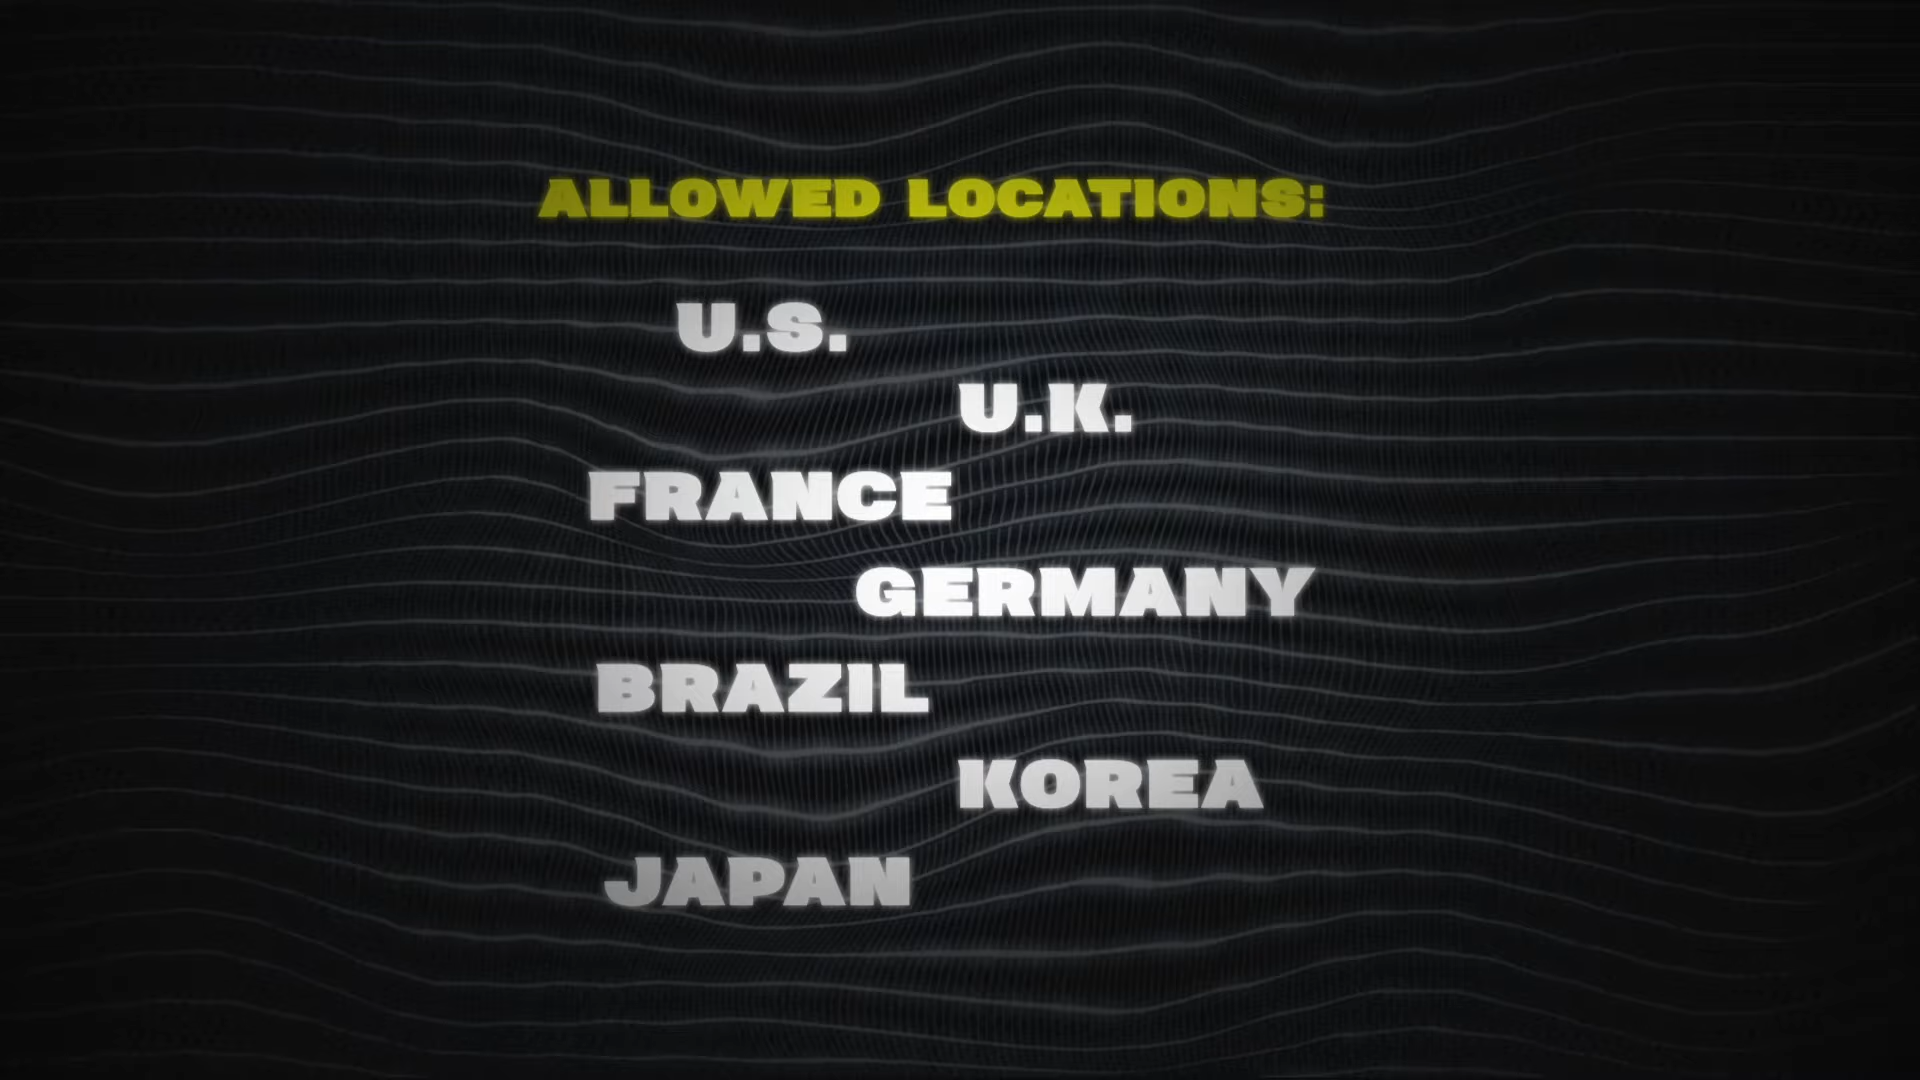 ALLOWED LOCATIONS:
U.S.
U.K.
FRANCE
GERMANY
BRAZIL
KOREA
JAPAN